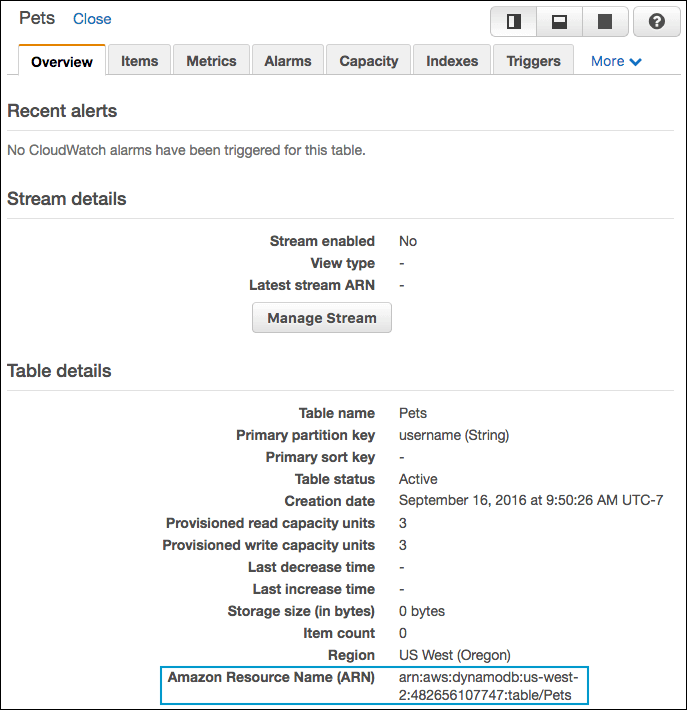 Pets Close
Overview Items Metrics Alarms Capacity Indexes Triggers More
Recent alerts
No CloudWatch alarms have been triggered for this table.
Stream details
Stream enabled No
View type -
Latest stream ARN -
Manage Stream
Table details
Table name Pets
Primary partition key username (String)
Primary sort key -
Table status Active
Creation date September 16, 2016 at 9:50:26 AM UTC-7
Provisioned read capacity units 3
Provisioned write capacity units 3
Last decrease time -
Last increase time -
Storage size (in bytes) 0 bytes
Item count 0
Region US West (Oregon)
Amazon Resource Name (ARN) arn:aws:dynamodb:us-west-
2:482656107747:table/Pets